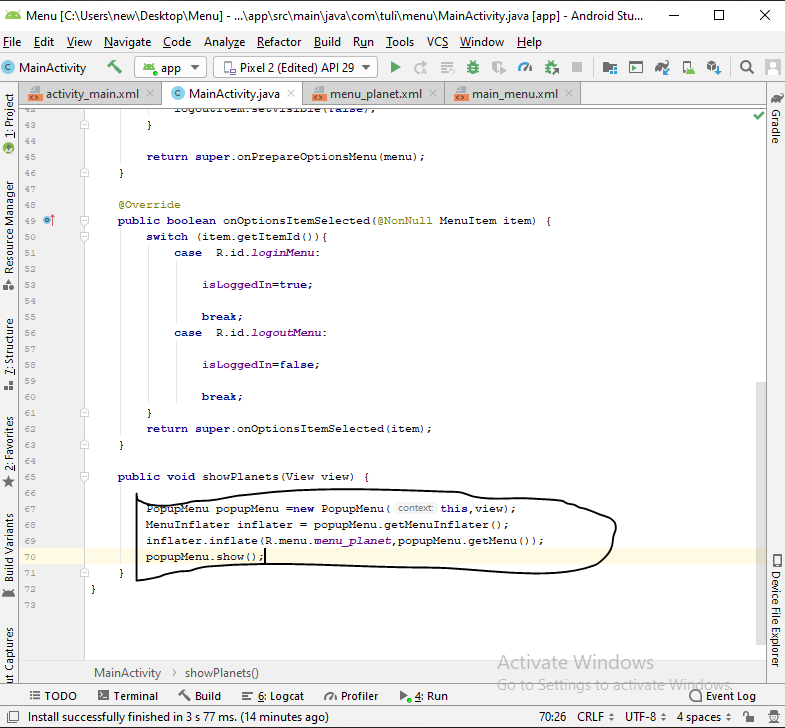 Menu [C:\Users\new\Desktop\Menu] - ...\app\src\main\java\com\tuli\menu\MainActivity.java [app] - Android Stu...
File Edit View Navigate Code Analyze Refactor Build Run Tools VCS Window Help
MainActivity app Pixel 2 (Edited) API 29
activity_main.xml MainActivity.java menu_planet.xml main_menu.xml
1: Project
Resource Manager
7: Structure
2: Favorites
Build Variants
Gradle
Device File Explorer
42 logoutItem.setVisible(false);
43 }
44
45 return super.onPrepareOptionsMenu(menu);
46 }
47
48 @Override
49 public boolean onOptionsItemSelected(@NonNull MenuItem item) {
50 switch (item.getItemId()){
51 case R.id.loginMenu:
52
53 isLoggedIn=true;
54
55 break;
56 case R.id.logoutMenu:
57
58 isLoggedIn=false;
59
60 break;
61 }
62 return super.onOptionsItemSelected(item);
63 }
64
65 public void showPlanets(View view) {
66
67 PopupMenu popupMenu =new PopupMenu( context: this,view);
68 MenuInflater inflater = popupMenu.getMenuInflater();
69 inflater.inflate(R.menu.menu_planet,popupMenu.getMenu());
70 popupMenu.show();
71 }
72 }
73
Activate Windows
Go to Settings to activate Windows.
MainActivity › showPlanets()
TODO Terminal Build 6: Logcat Profiler 4: Run Event Log
Install successfully finished in 3 s 77 ms. (14 minutes ago) 70:26 CRLF UTF-8 4 spaces